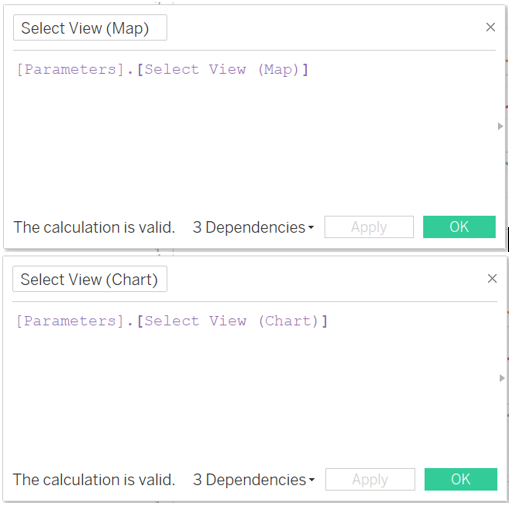 Select View (Map)
[Parameters].[Select View (Map)]
The calculation is valid. 3 Dependencies Apply OK
Select View (Chart)
[Parameters].[Select View (Chart)]
The calculation is valid. 3 Dependencies Apply OK